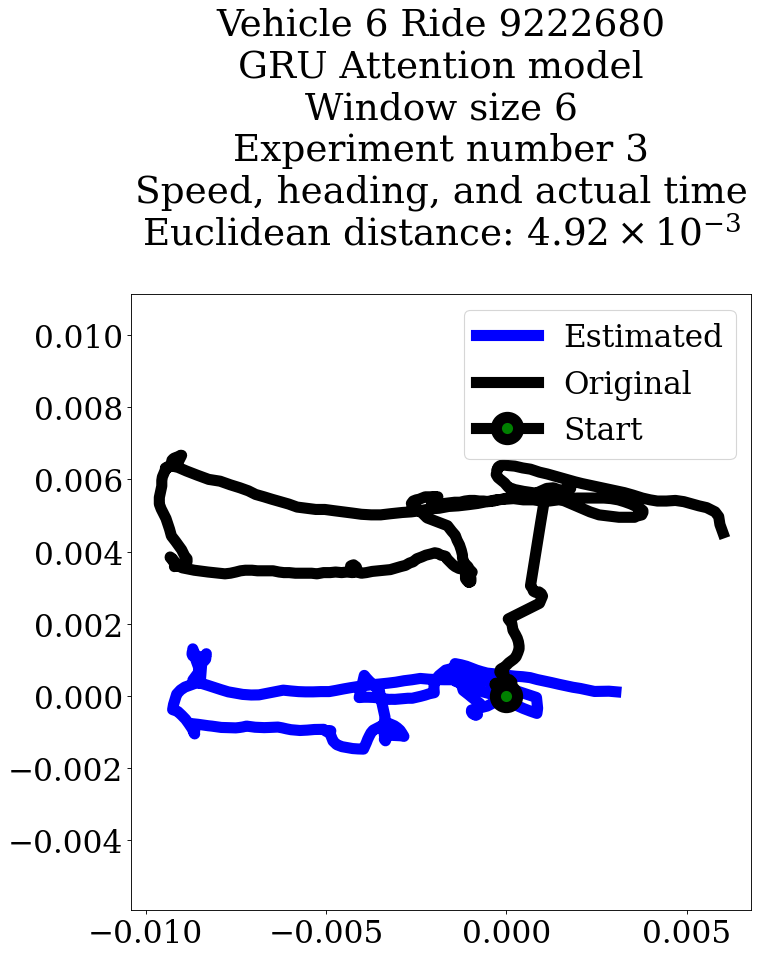 Vehicle 6 Ride 9222680
GRU Attention model
Window size 6
Experiment number 3
Speed, heading, and actual time
Euclidean distance: 4.92 × 10⁻³
Estimated
Original
Start
0.010
0.008
0.006
0.004
0.002
0.000
−0.002
−0.004
−0.010 −0.005 0.000 0.005